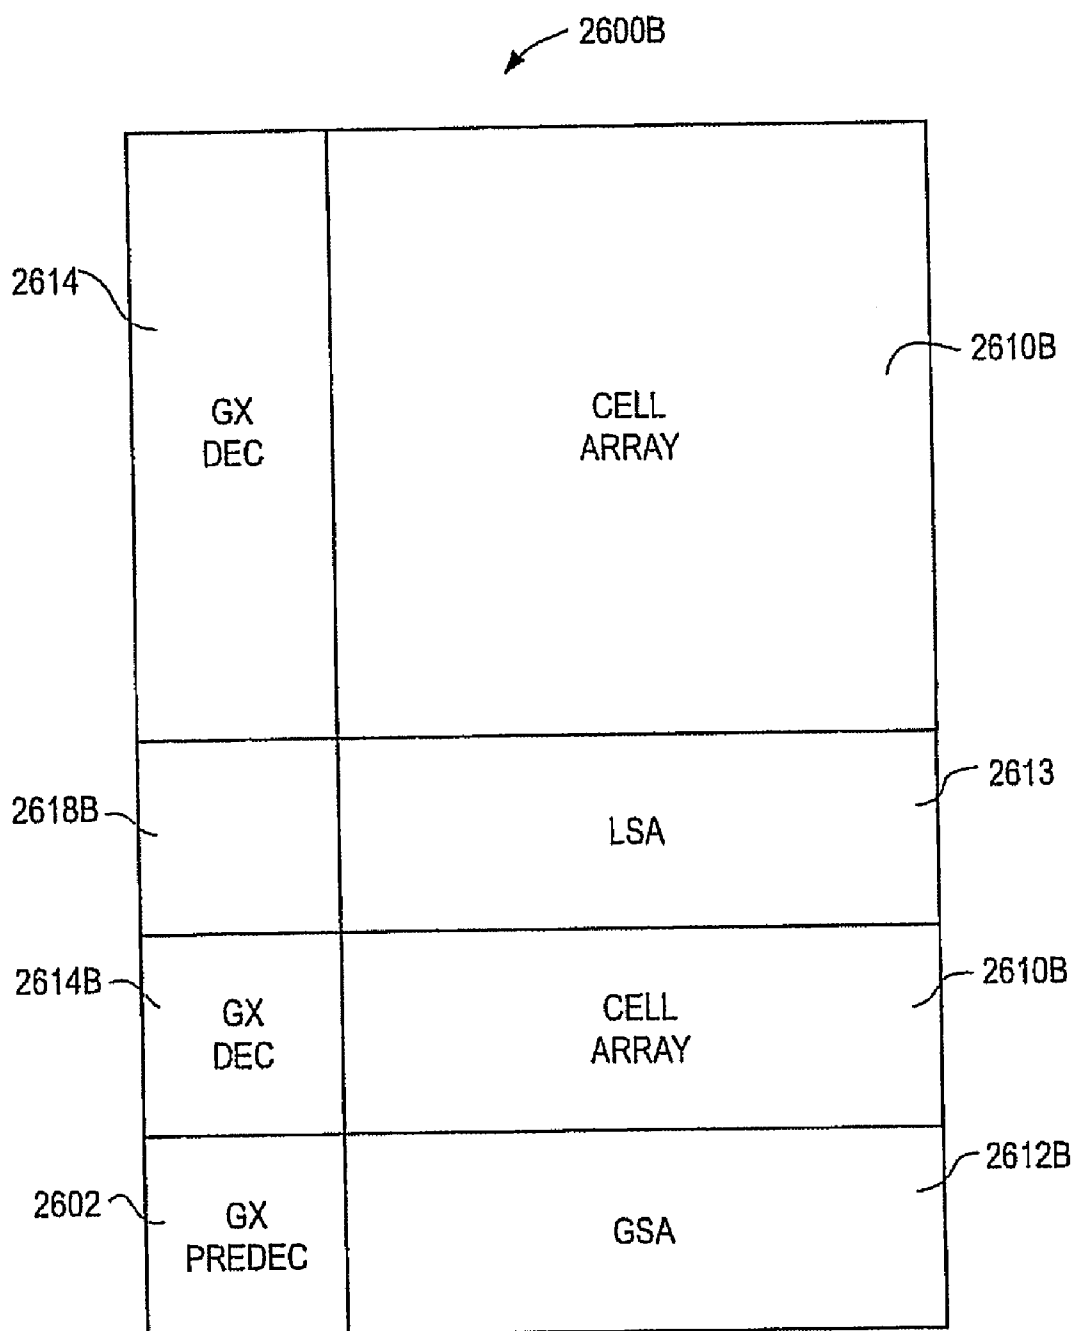 2600B
2614
2610B
GX
DEC
CELL
ARRAY
2613
2618B
LSA
2614B
2610B
GX
DEC
CELL
ARRAY
2612B
2602
GX
PREDEC
GSA